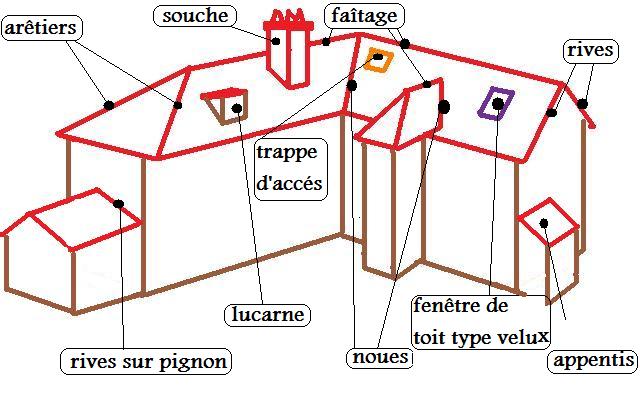 souche
faîtage
arêtiers
rives
trappe
d'accés
lucarne
fenêtre de
toit type velux
rives sur pignon
noues
appentis